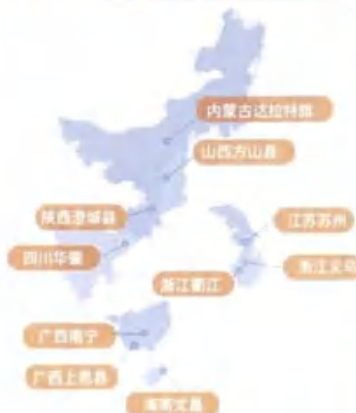 内蒙古达拉特旗
山西方山县
陕西澄城县
江苏苏州
四川华蓥
浙江义乌
浙江衢江
广西南宁
广西上思县
海南文昌